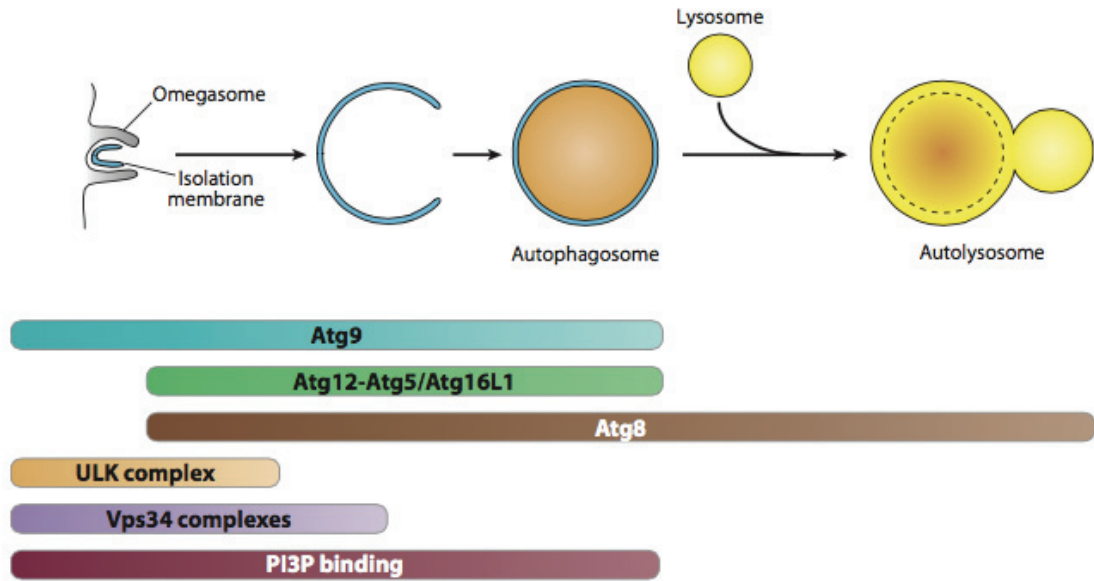 Lysosome
Omegasome
Isolation
membrane
Autophagosome
Autolysosome
Atg9
Atg12-Atg5/Atg16L1
Atg8
ULK complex
Vps34 complexes
PI3P binding